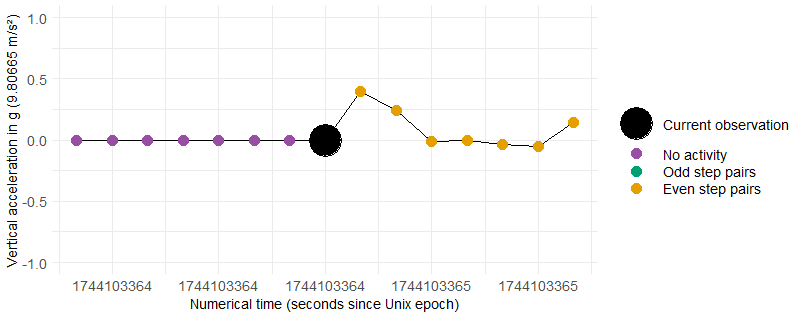 Vertical acceleration in g (9.80665 m/s²)
1.0
0.5
0.0
-0.5
-1.0
1744103364 1744103364 1744103364 1744103365 1744103365
Numerical time (seconds since Unix epoch)
Current observation
No activity
Odd step pairs
Even step pairs